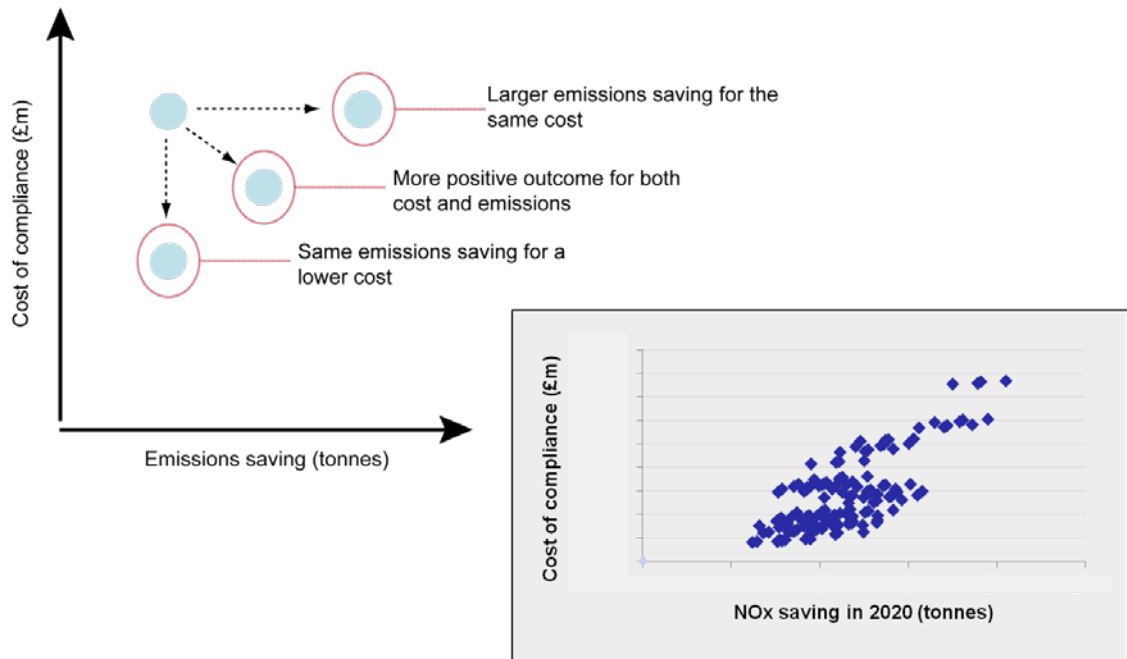 Cost of compliance (£m)
Larger emissions saving for the
same cost
More positive outcome for both
cost and emissions
Same emissions saving for a
lower cost
Emissions saving (tonnes)
Cost of compliance (£m)
NOx saving in 2020 (tonnes)